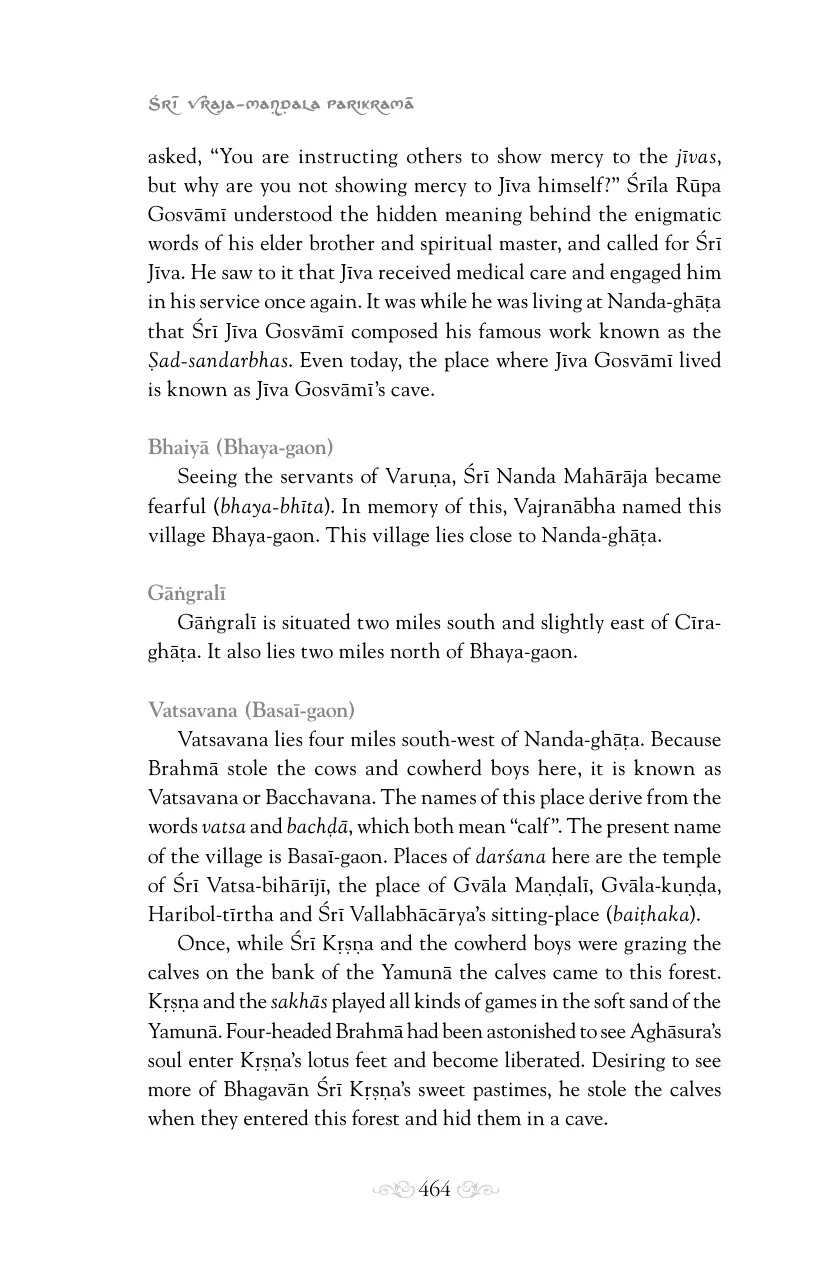 Śrī Vraja-maṇḍala Parikramā
asked, “You are instructing others to show mercy to the jīvas,
but why are you not showing mercy to Jīva himself?” Śrīla Rūpa
Gosvāmī understood the hidden meaning behind the enigmatic
words of his elder brother and spiritual master, and called for Śrī
Jīva. He saw to it that Jīva received medical care and engaged him
in his service once again. It was while he was living at Nanda-ghāṭa
that Śrī Jīva Gosvāmī composed his famous work known as the
Ṣad-sandarbhas. Even today, the place where Jīva Gosvāmī lived
is known as Jīva Gosvāmī’s cave.
Bhaiyā (Bhaya-gaon)
Seeing the servants of Varuṇa, Śrī Nanda Mahārāja became
fearful (bhaya-bhīta). In memory of this, Vajranābha named this
village Bhaya-gaon. This village lies close to Nanda-ghāṭa.
Gāṅgralī
Gāṅgralī is situated two miles south and slightly east of Cīra-
ghāṭa. It also lies two miles north of Bhaya-gaon.
Vatsavana (Basaī-gaon)
Vatsavana lies four miles south-west of Nanda-ghāṭa. Because
Brahmā stole the cows and cowherd boys here, it is known as
Vatsavana or Bacchavana. The names of this place derive from the
words vatsa and bachḍā, which both mean “calf”. The present name
of the village is Basaī-gaon. Places of darśana here are the temple
of Śrī Vatsa-bihārījī, the place of Gvāla Maṇḍalī, Gvāla-kuṇḍa,
Haribol-tīrtha and Śrī Vallabhācārya’s sitting-place (baiṭhaka).
Once, while Śrī Kṛṣṇa and the cowherd boys were grazing the
calves on the bank of the Yamunā the calves came to this forest.
Kṛṣṇa and the sakhās played all kinds of games in the soft sand of the
Yamunā. Four-headed Brahmā had been astonished to see Aghāsura’s
soul enter Kṛṣṇa’s lotus feet and become liberated. Desiring to see
more of Bhagavān Śrī Kṛṣṇa’s sweet pastimes, he stole the calves
when they entered this forest and hid them in a cave.
464